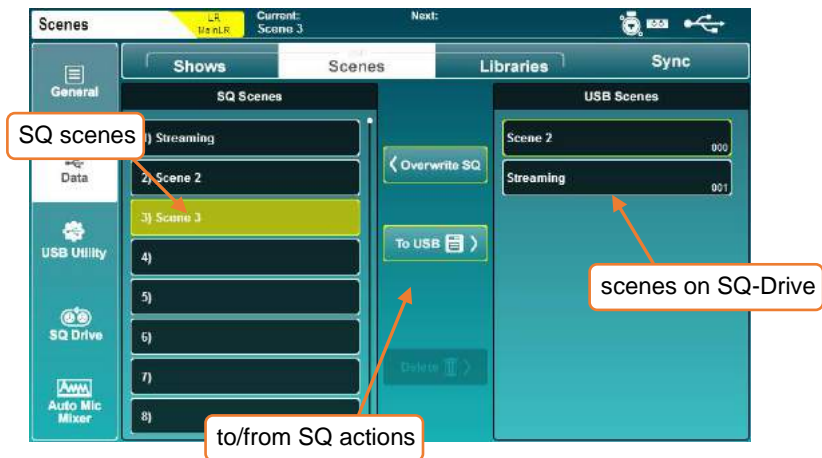 Scenes
LR
MainLR
Current:
Scene 3
Next:
General
Data
USB Utility
SQ Drive
Auto Mic
Mixer
Shows
Scenes
Libraries
Sync
SQ Scenes
) Streaming
2) Scene 2
3) Scene 3
4)
5)
6)
7)
8)
Overwrite SQ
To USB
Delete
USB Scenes
Scene 2
000
Streaming
001
SQ scenes
scenes on SQ-Drive
to/from SQ actions